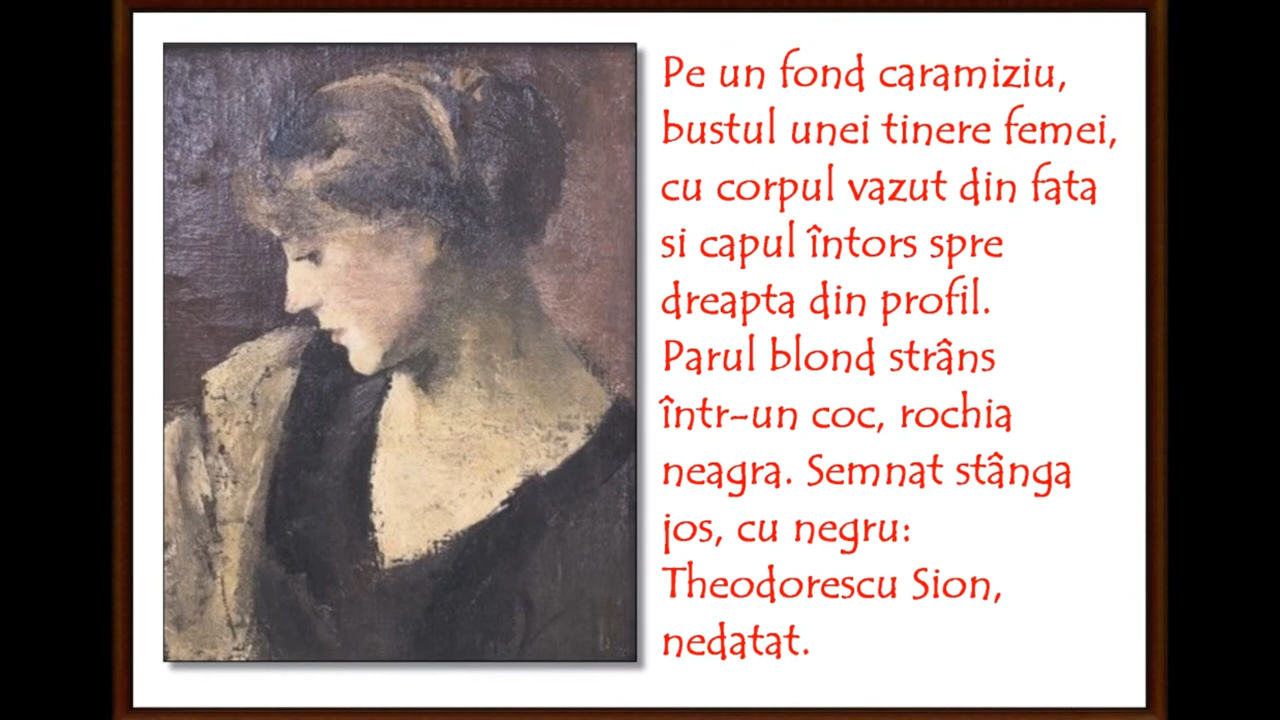 Pe un fond caramiziu,
bustul unei tinere femei,
cu corpul vazut din fata
si capul întors spre
dreapta din profil.
Parul blond strâns
într-un coc, rochia
neagra. Semnat stânga
jos, cu negru:
Theodorescu Sion,
nedatat.